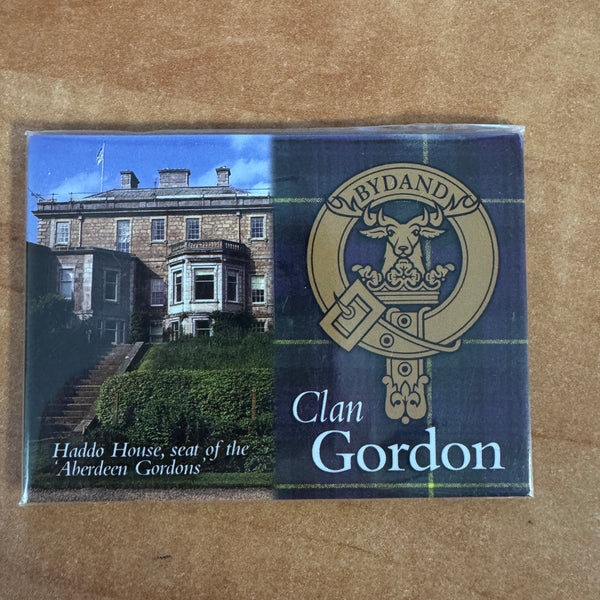 BYDAND
Clan
Gordon
Haddo House, seat of the
'Aberdeen Gordons'